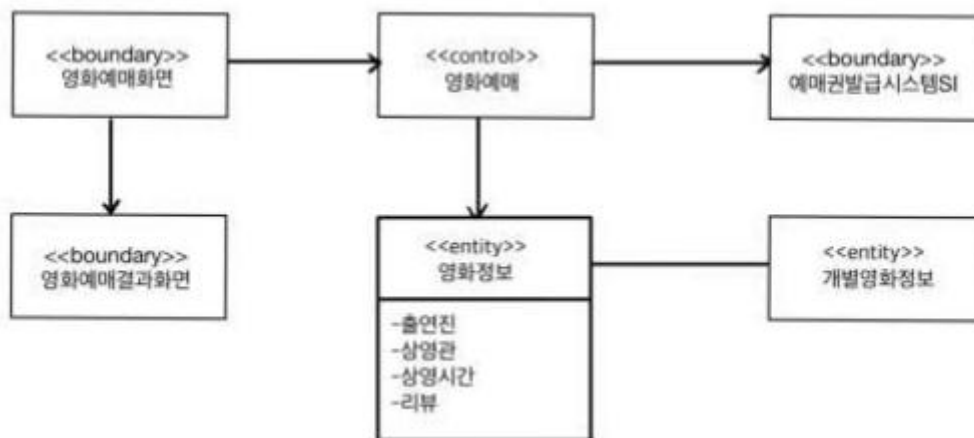 <<boundary>>
영화예매화면
<<control>>
영화예매
<<boundary>>
예매권발급시스템SI
<<boundary>>
영화예매결과화면
<<entity>>
영화정보
-출연진
-상영관
-상영시간
-리뷰
<<entity>>
개별영화정보